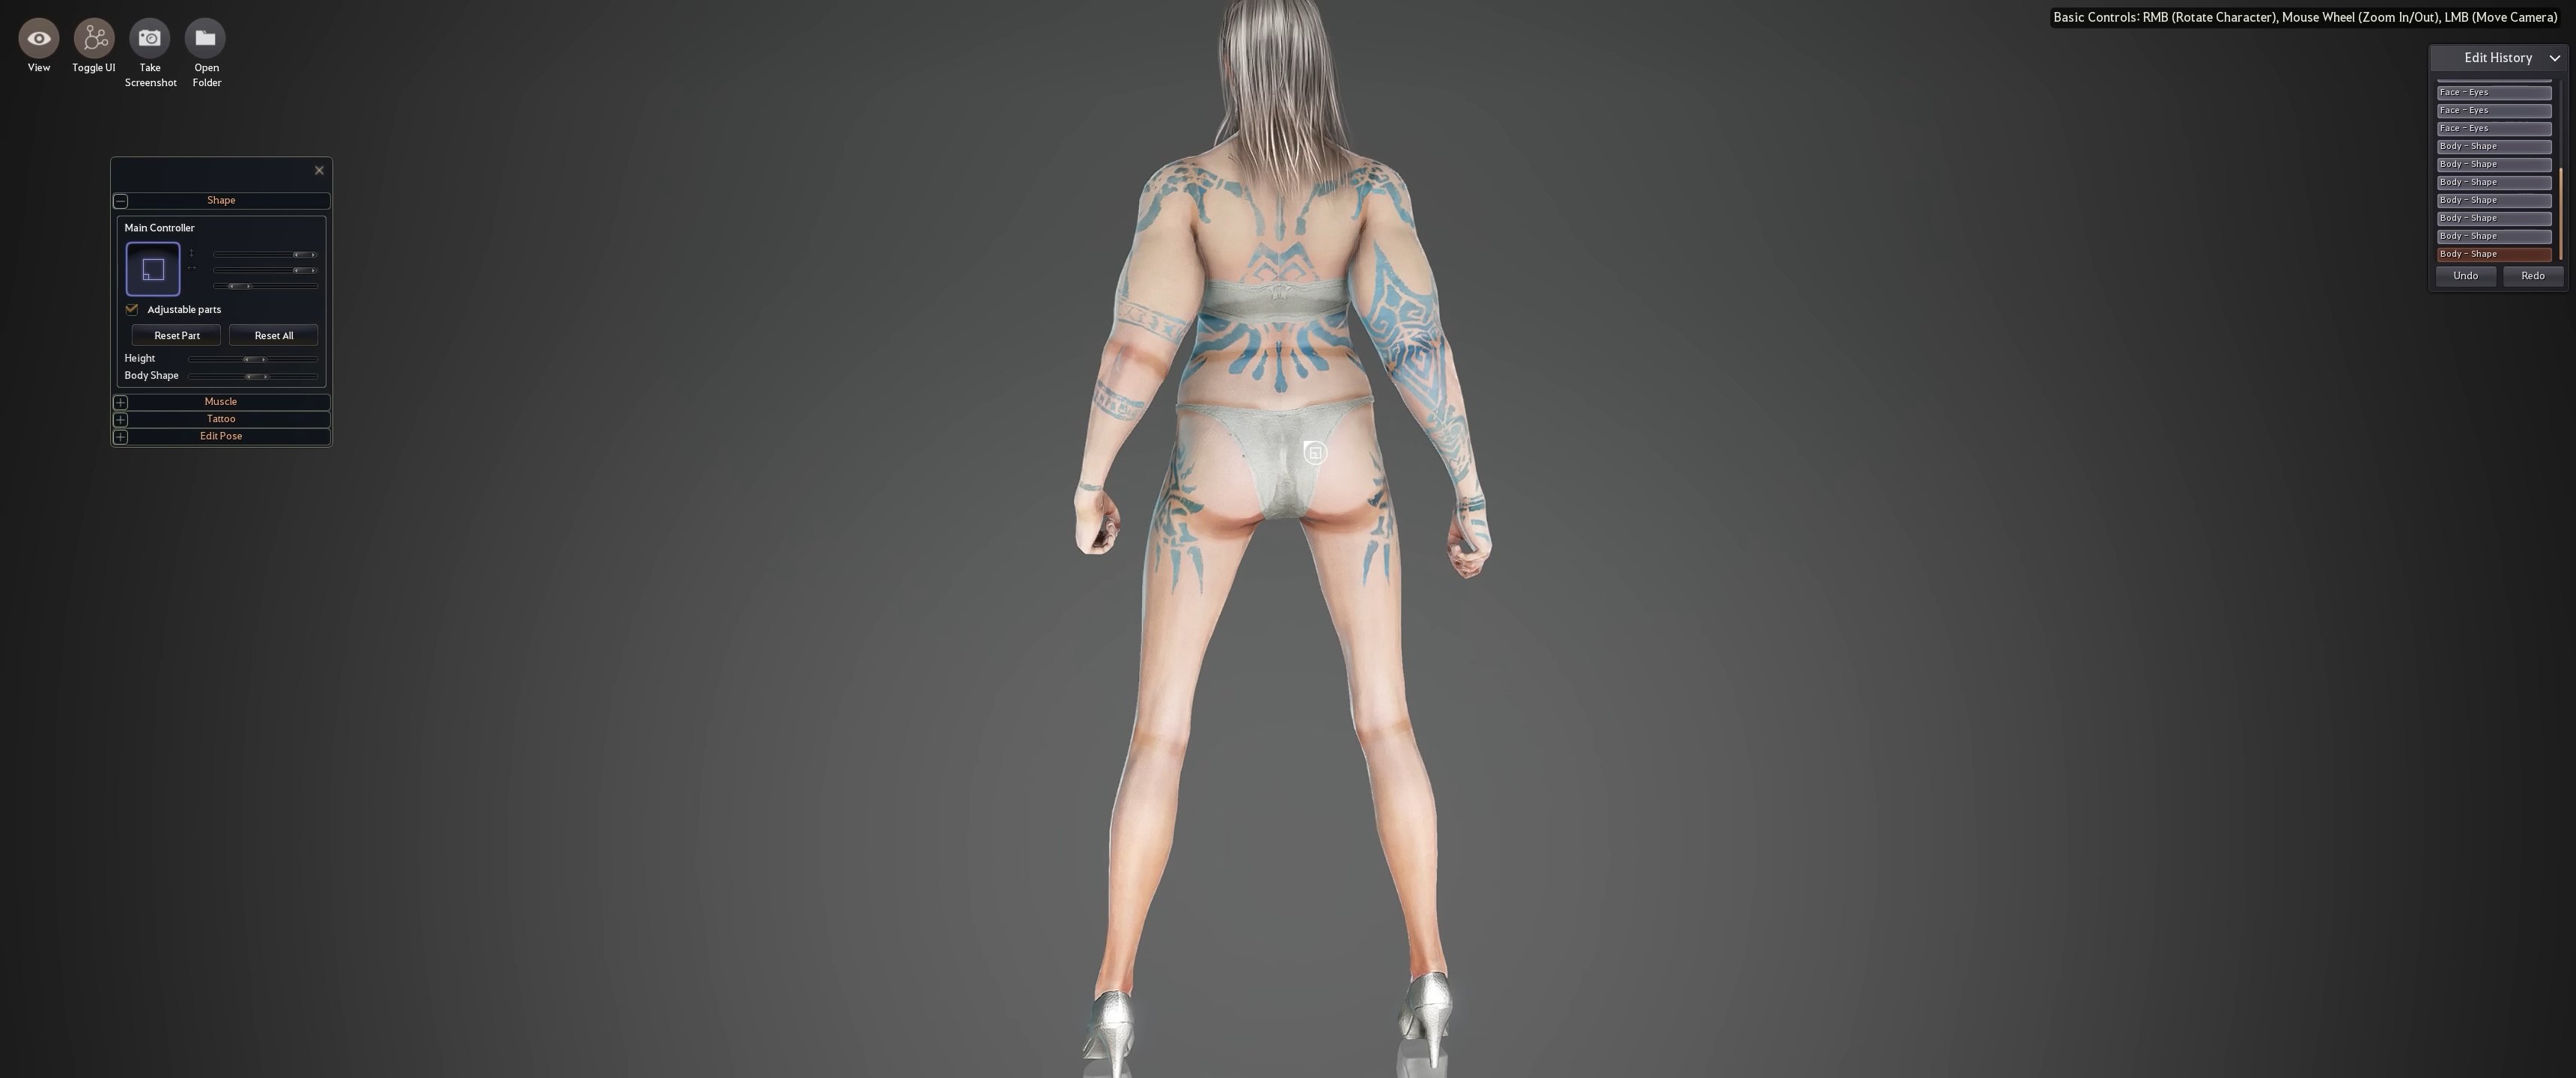 Basic Controls: RMB (Rotate Character), Mouse Wheel (Zoom In/Out), LMB (Move Camera)
View
Toggle UI
Take
Screenshot
Open
Folder
Edit History
Face - Eyes
Face - Eyes
Face - Eyes
Body - Shape
Body - Shape
Body - Shape
Body - Shape
Body - Shape
Body - Shape
Body - Shape
Undo
Redo
Shape
Main Controller
Adjustable parts
Reset Part
Reset All
Height
Body Shape
Muscle
Tattoo
Edit Pose